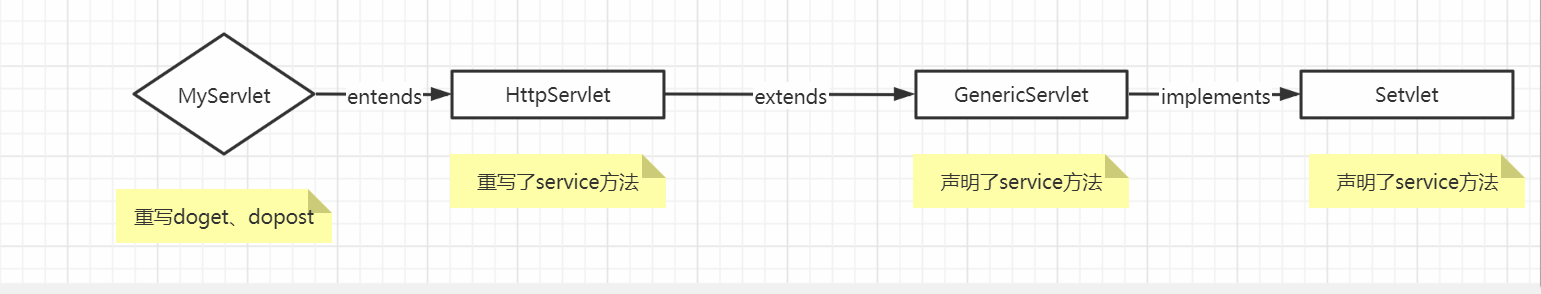 MyServlet
entends
HttpServlet
extends
GenericServlet
implements
Setvlet
重写doget、dopost
重写了service方法
声明了service方法
声明了service方法